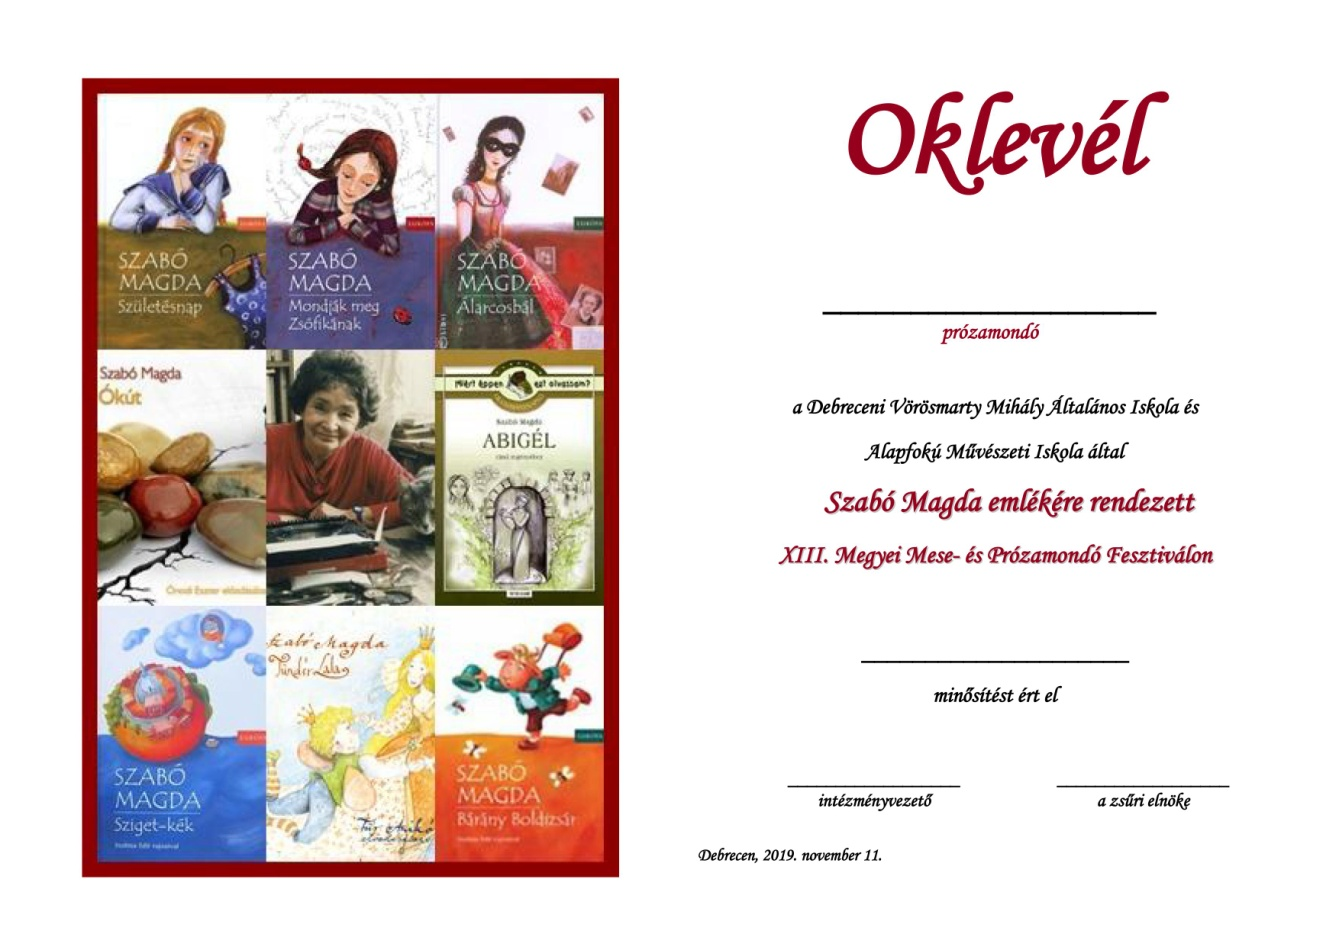 SZABÓ
MAGDA
Születésnap
SZABÓ
MAGDA
Mondják meg
Zsófikának
SZABÓ
MAGDA
Álarcosbál
Szabó Magda
Ókút
Miért éppen ezt olvassam?
Szabó Magda
ABIGÉL
című regényéhez
SZABÓ
MAGDA
Sziget-kék
Szabó Magda
Tündér Lala
SZABÓ
MAGDA
Bárány Boldizsár
Oklevél
prózamondó
a Debreceni Vörösmarty Mihály Általános Iskola és
Alapfokú Művészeti Iskola által
Szabó Magda emlékére rendezett
XIII. Megyei Mese- és Prózamondó Fesztiválon
minősítést ért el
intézményvezető
a zsűri elnöke
Debrecen, 2019. november 11.